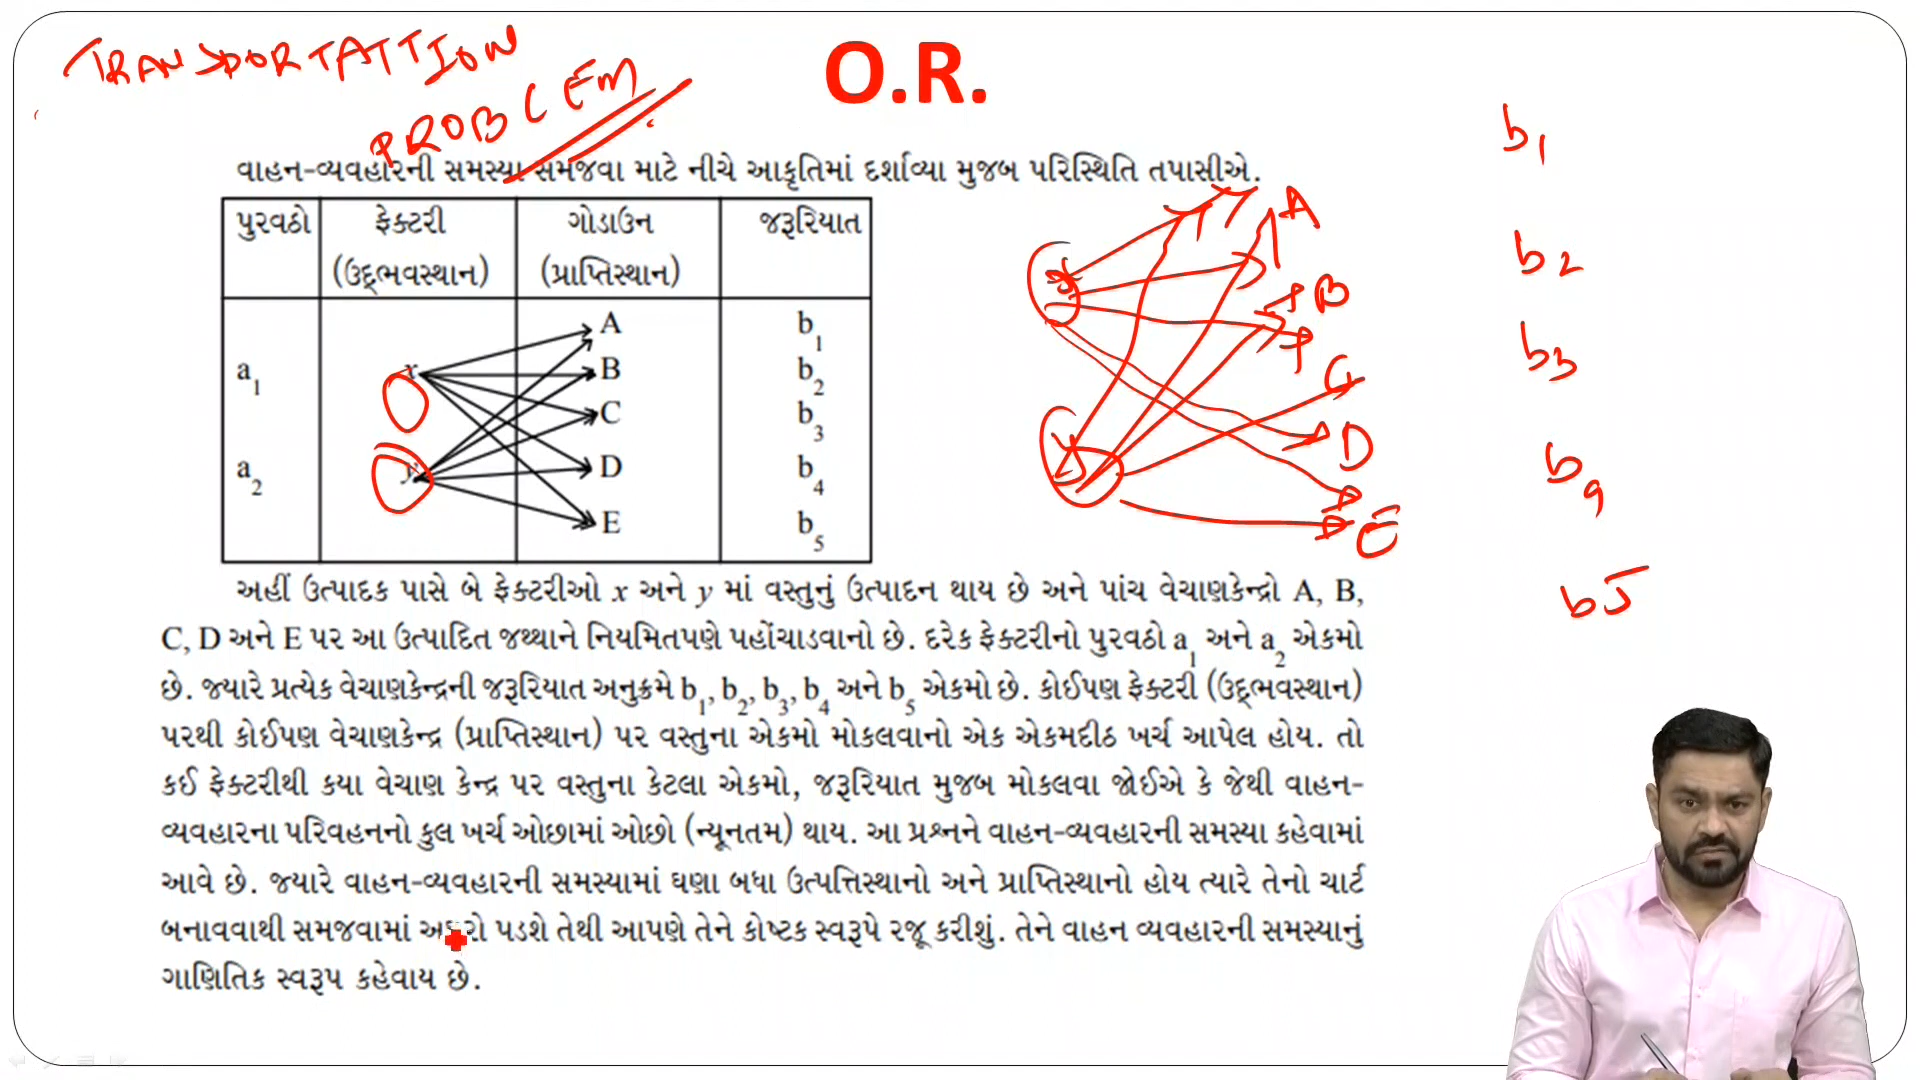 TRANSPORTATTION
PROBLEM
O.R.
વાહન-વ્યવહારની સમસ્યા સમજવા માટે નીચે આકૃતિમાં દર્શાવ્યા મુજબ પરિસ્થિતિ તપાસીએ.
પુરવઠો ફેક્ટરી ગોડાઉન જરૂરિયાત
(ઉદ્દભવસ્થાન) (પ્રાપ્તિસ્થાન)
A b1
a1 x B b2
C b3
a2 y D b4
E b5
x A b1
B b2
C b3
y D b4
E b5
અહીં ઉત્પાદક પાસે બે ફેક્ટરીઓ x અને y માં વસ્તુનું ઉત્પાદન થાય છે અને પાંચ વેચાણકેન્દ્રો A, B,
C, D અને E પર આ ઉત્પાદિત જથ્થાને નિયમિતપણે પહોંચાડવાનો છે. દરેક ફેક્ટરીનો પુરવઠો a1 અને a2 એકમો
છે. જ્યારે પ્રત્યેક વેચાણકેન્દ્રની જરૂરિયાત અનુક્રમે b1, b2, b3, b4 અને b5 એકમો છે. કોઈપણ ફેક્ટરી (ઉદ્દભવસ્થાન)
પરથી કોઈપણ વેચાણકેન્દ્ર (પ્રાપ્તિસ્થાન) પર વસ્તુના એકમો મોકલવાનો એક એકમદીઠ ખર્ચ આપેલ હોય. તો
કઈ ફેક્ટરીથી કયા વેચાણ કેન્દ્ર પર વસ્તુના કેટલા એકમો, જરૂરિયાત મુજબ મોકલવા જોઈએ કે જેથી વાહન-
વ્યવહારના પરિવહનનો કુલ ખર્ચ ઓછામાં ઓછો (ન્યૂનતમ) થાય. આ પ્રશ્નને વાહન-વ્યવહારની સમસ્યા કહેવામાં
આવે છે. જ્યારે વાહન-વ્યવહારની સમસ્યામાં ઘણા બધા ઉત્પત્તિસ્થાનો અને પ્રાપ્તિસ્થાનો હોય ત્યારે તેનો ચાર્ટ
બનાવવાથી સમજવામાં પડશે તેથી આપણે તેને કોષ્ટક સ્વરૂપે રજૂ કરીશું. તેને વાહન વ્યવહારની સમસ્યાનું
ગાણિતિક સ્વરૂપ કહેવાય છે.